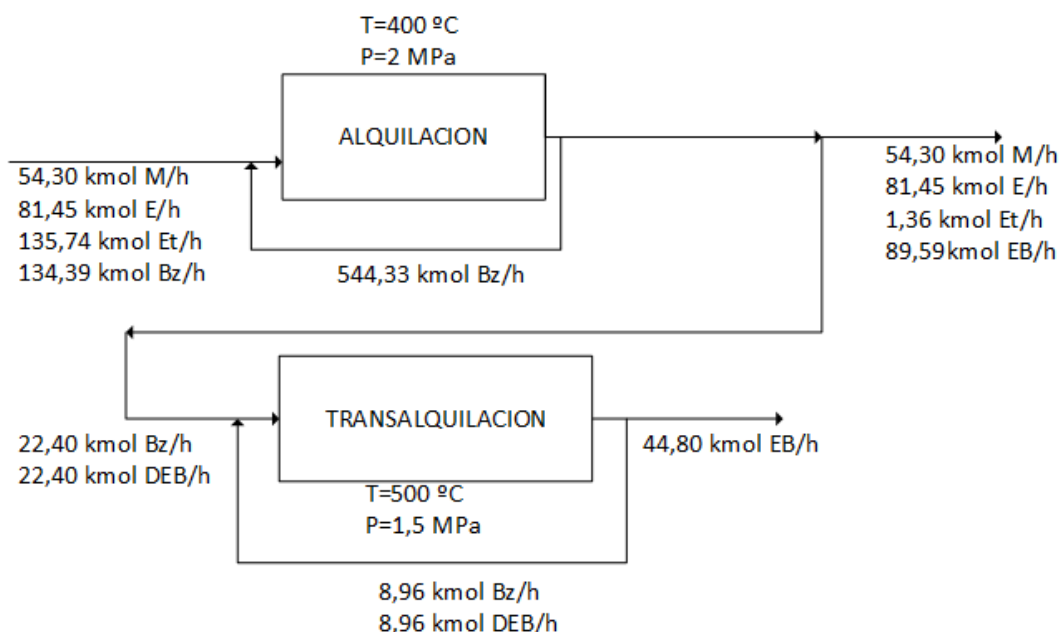 T=400 ºC
P=2 MPa
ALQUILACION
54,30 kmol M/h
81,45 kmol E/h
135,74 kmol Et/h
134,39 kmol Bz/h
544,33 kmol Bz/h
54,30 kmol M/h
81,45 kmol E/h
1,36 kmol Et/h
89,59kmol EB/h
TRANSALQUILACION
22,40 kmol Bz/h
22,40 kmol DEB/h
44,80 kmol EB/h
T=500 ºC
P=1,5 MPa
8,96 kmol Bz/h
8,96 kmol DEB/h